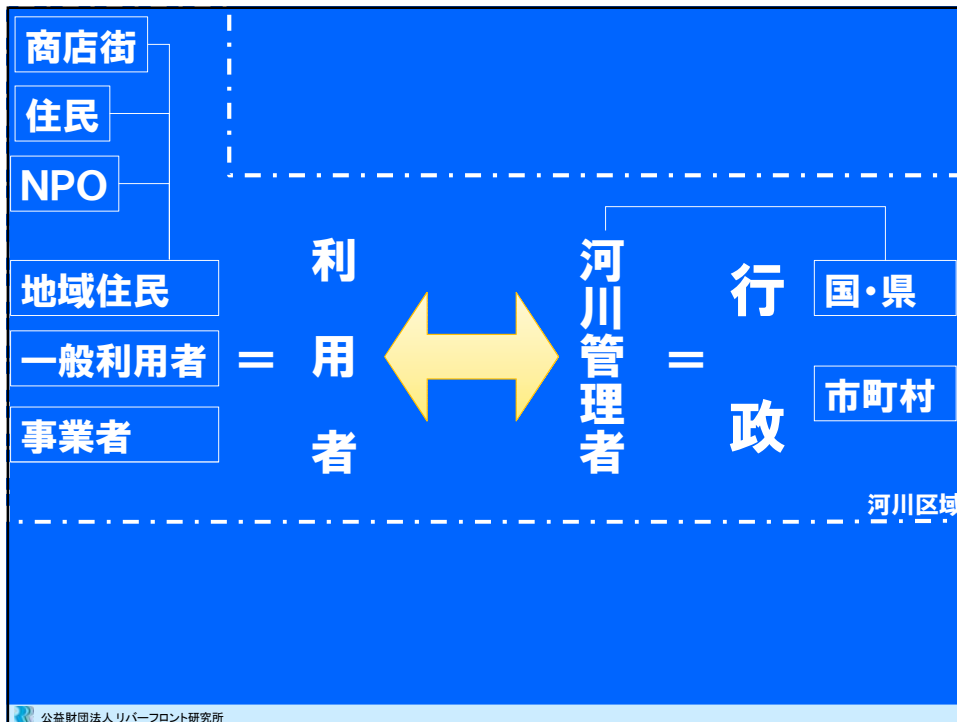 商店街
住民
NPO
地域住民
一般利用者
事業者
＝
利用者
河川管理者
＝
行政
国・県
市町村
河川区域
公益財団法人 リバーフロント研究所